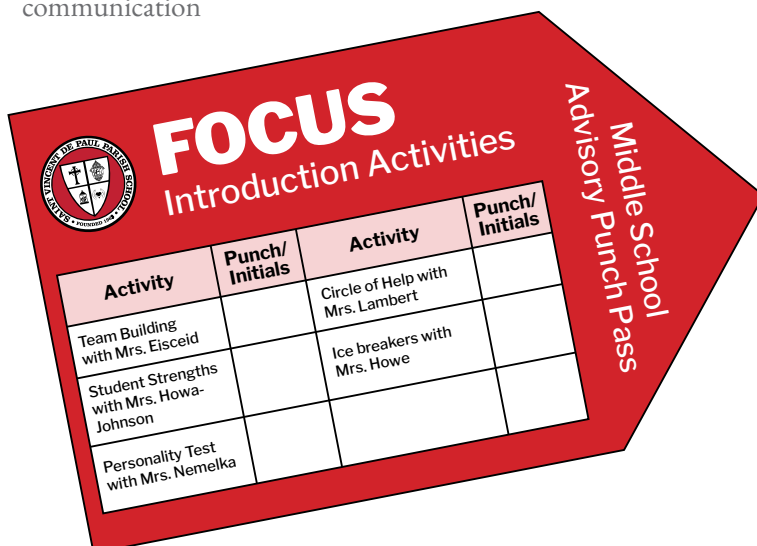 communication
FOCUS
Introduction Activities
SAINT VINCENT DE PAUL PARISH SCHOOL
Middle School
Advisory Punch Pass
Activity
Punch/
Initials
Activity
Punch/
Initials
Team Building
with Mrs. Eisceid
Circle of Help with
Mrs. Lambert
Student Strengths
with Mrs. Howa-
Johnson
Ice breakers with
Mrs. Howe
Personality Test
with Mrs. Nemelka